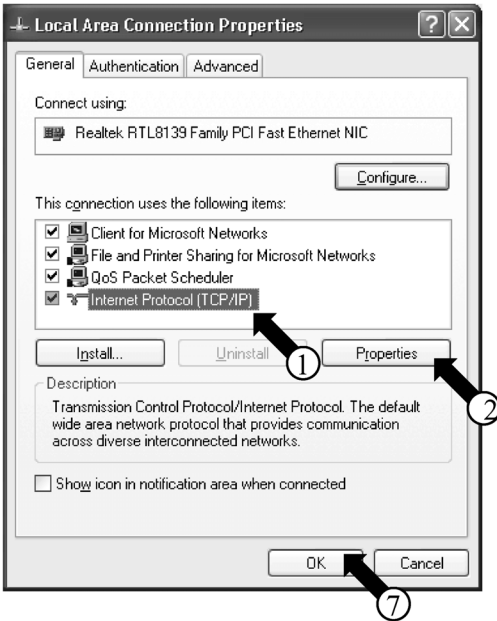 Local Area Connection Properties
General Authentication Advanced
Connect using:
Realtek RTL8139 Family PCI Fast Ethernet NIC
Configure...
This connection uses the following items:
Client for Microsoft Networks
File and Printer Sharing for Microsoft Networks
QoS Packet Scheduler
Internet Protocol (TCP/IP)
1
Install... Uninstall Properties
2
Description
Transmission Control Protocol/Internet Protocol. The default
wide area network protocol that provides communication
across diverse interconnected networks.
Show icon in notification area when connected
OK Cancel
7